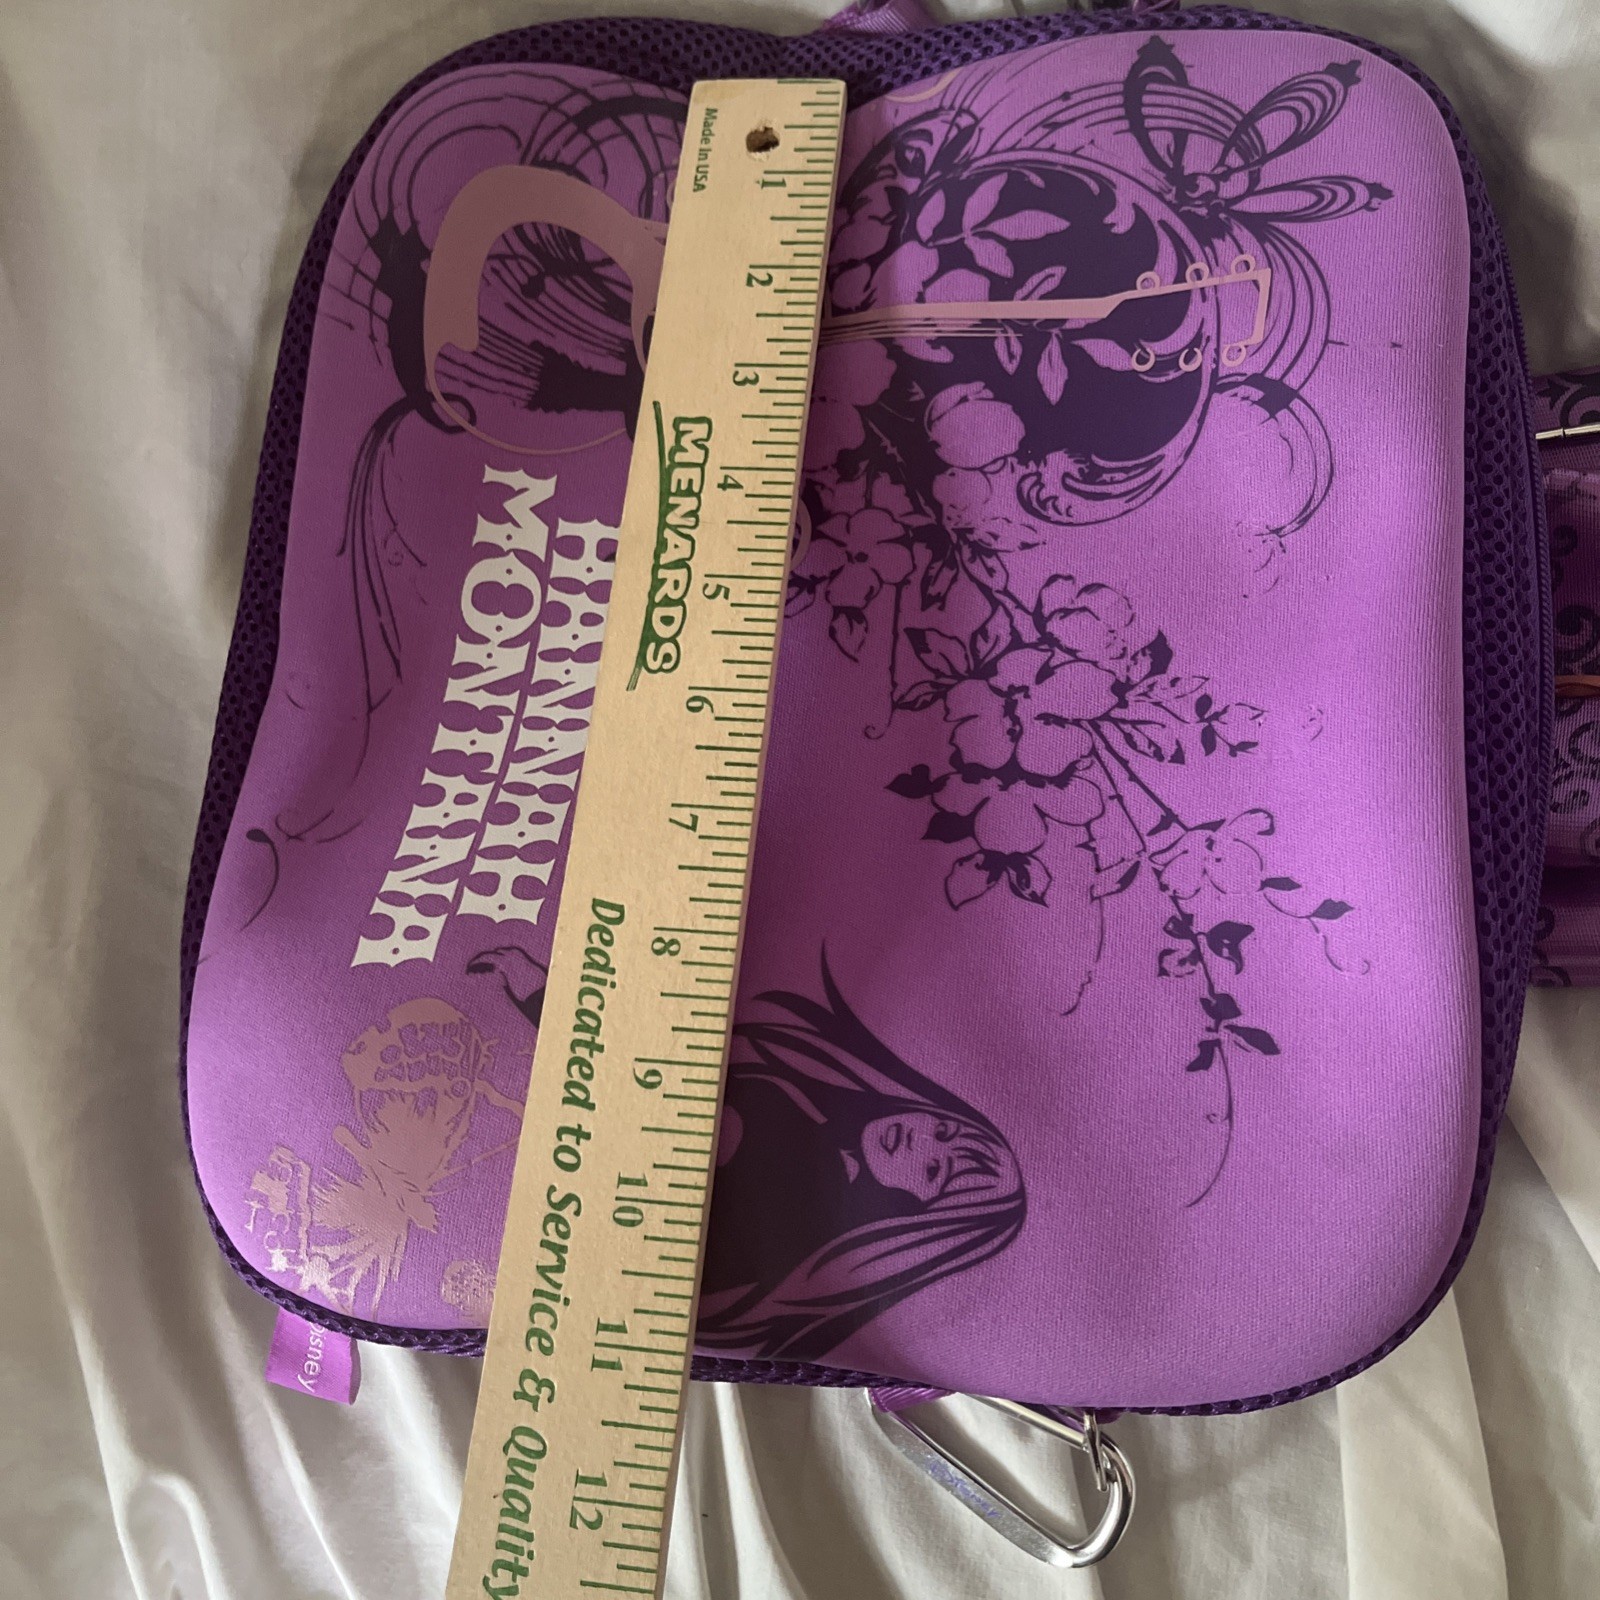 Made in USA
1 2 3 4 5 6 7 8 9 10 11 12
MENARDS
Dedicated to Service & Quality
HANNAH
MONTANA
Disney